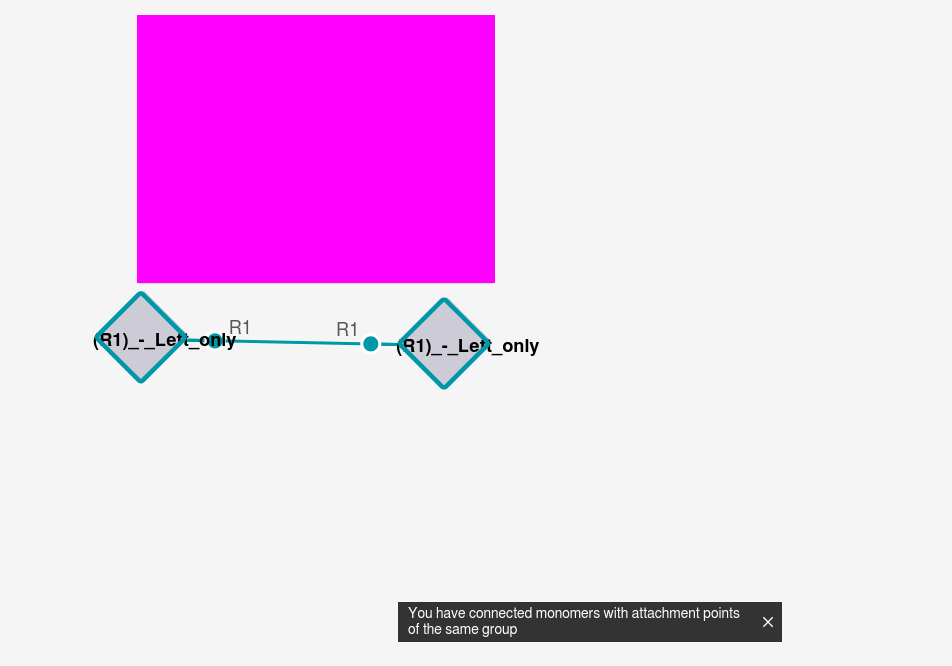 R1
R1
(R1)_-_Left_only
(R1)_-_Left_only
You have connected monomers with attachment points
of the same group